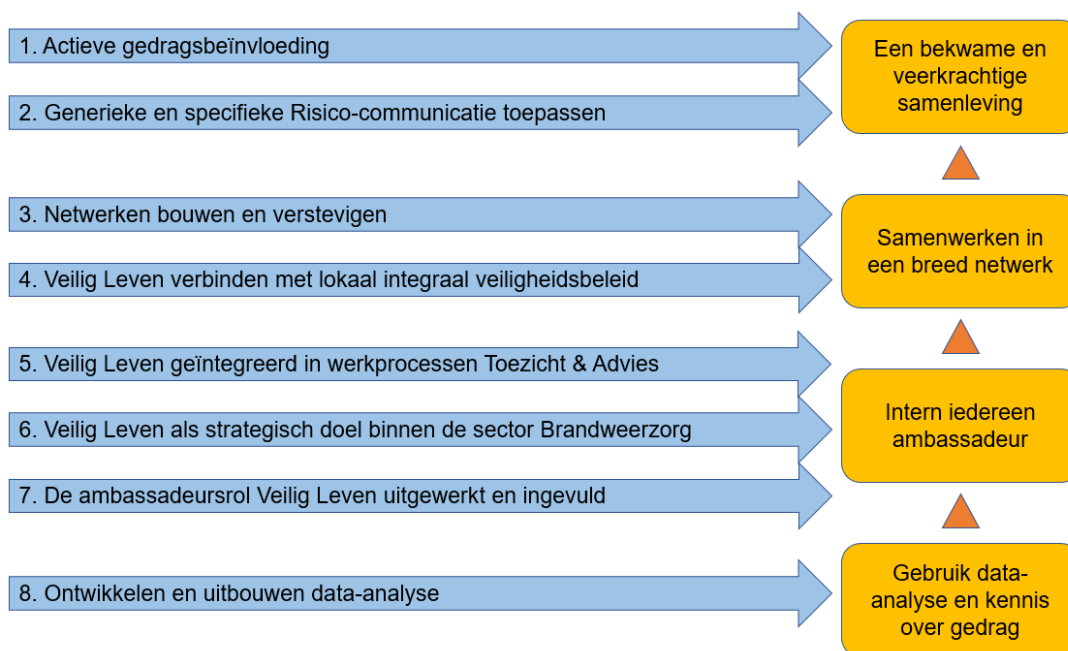 1. Actieve gedragsbeïnvloeding
2. Generieke en specifieke Risico-communicatie toepassen
Een bekwame en
veerkrachtige
samenleving
3. Netwerken bouwen en verstevigen
4. Veilig Leven verbinden met lokaal integraal veiligheidsbeleid
Samenwerken in
een breed netwerk
5. Veilig Leven geïntegreerd in werkprocessen Toezicht & Advies
6. Veilig Leven als strategisch doel binnen de sector Brandweerzorg
7. De ambassadeursrol Veilig Leven uitgewerkt en ingevuld
Intern iedereen
ambassadeur
8. Ontwikkelen en uitbouwen data-analyse
Gebruik data-
analyse en kennis
over gedrag